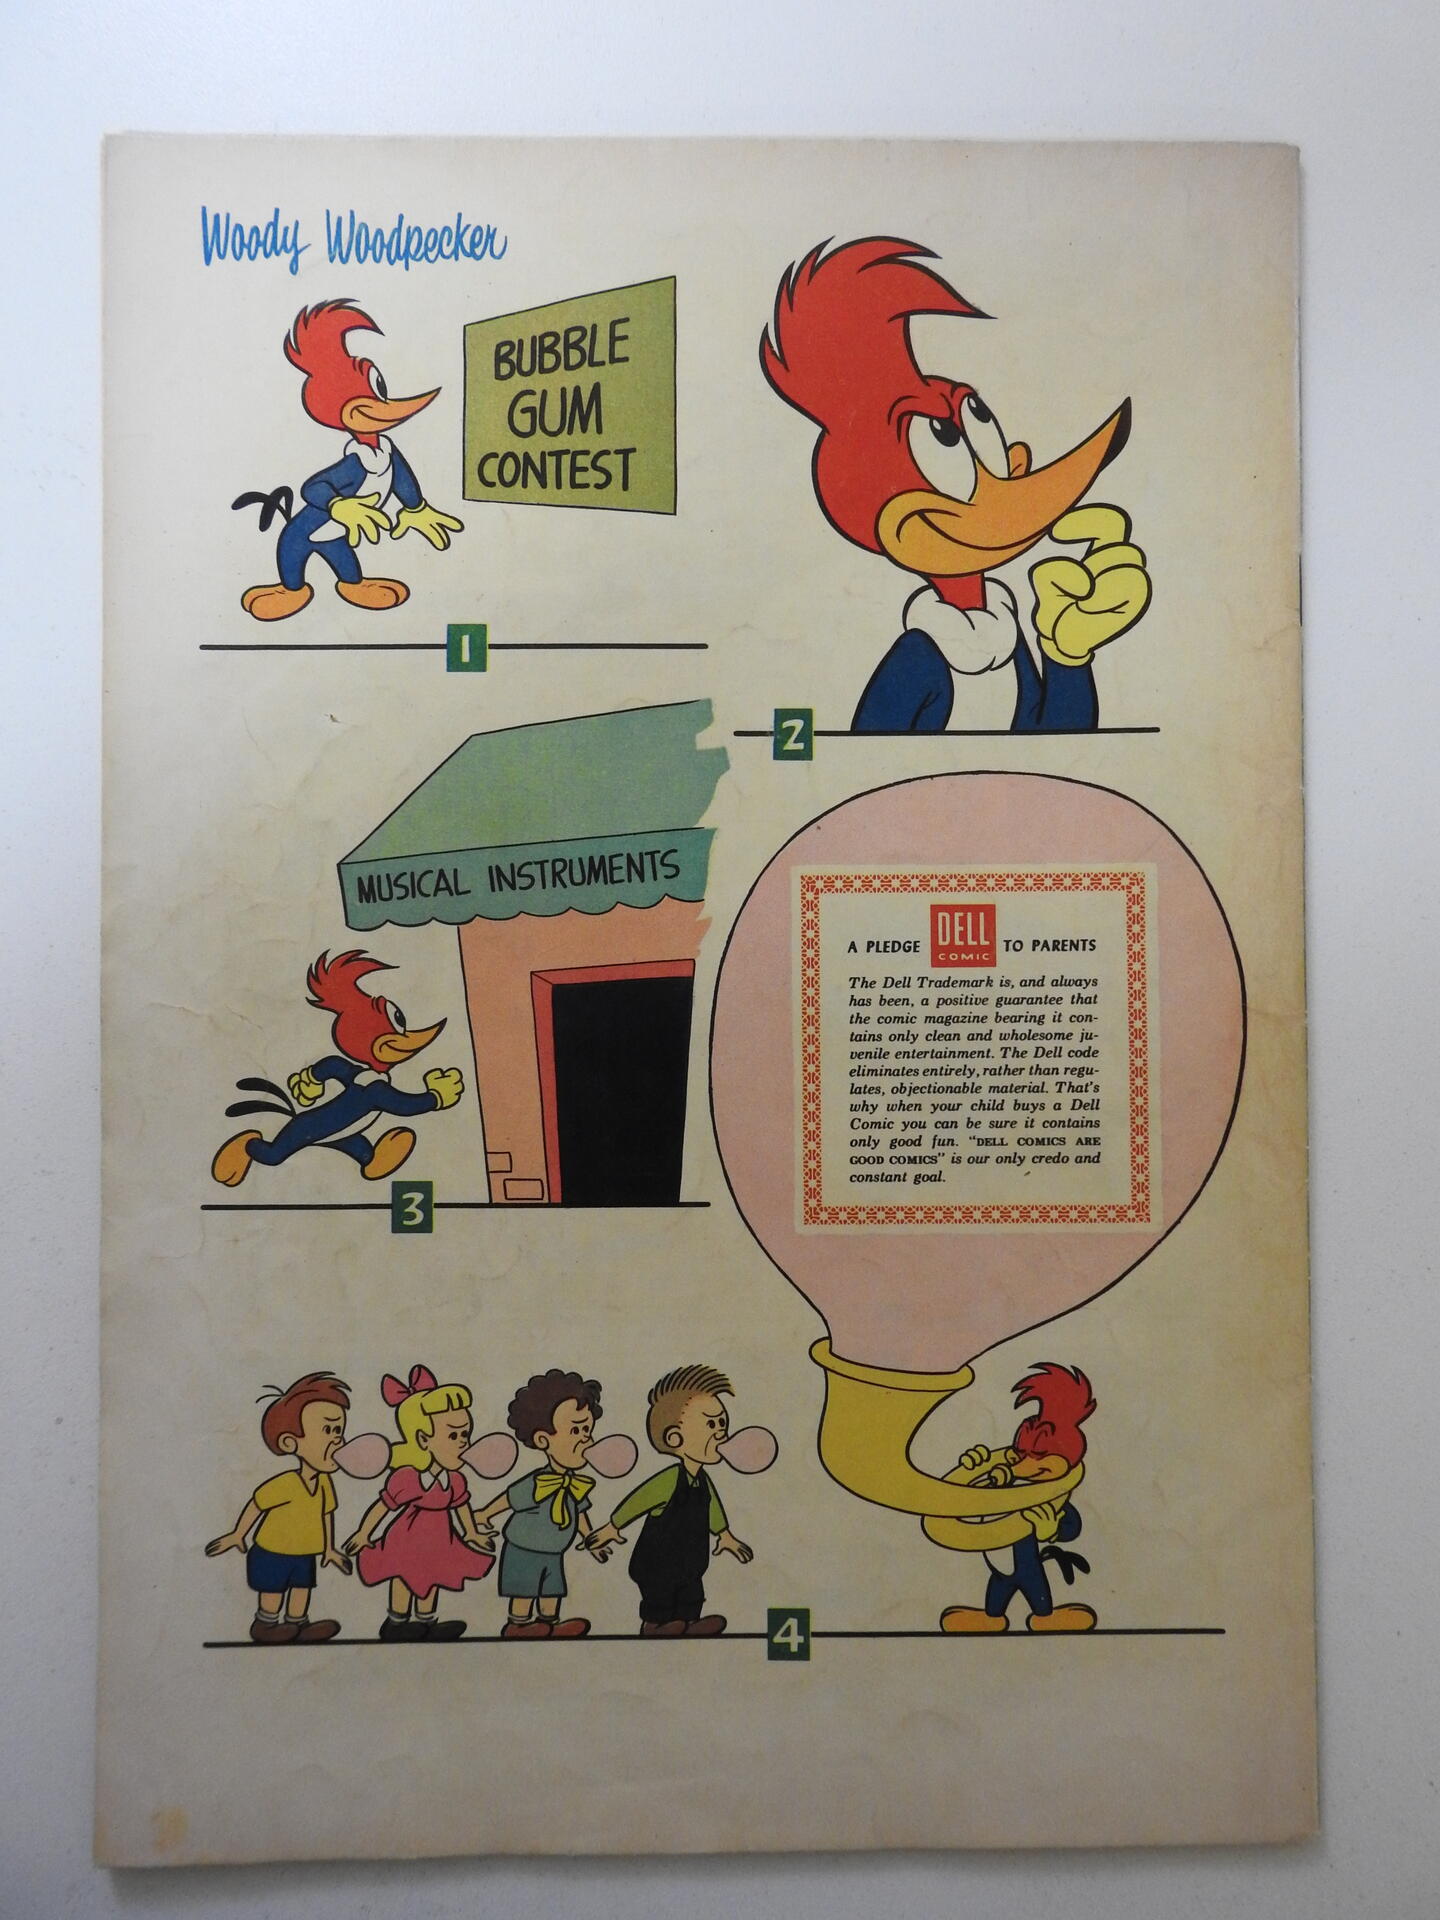 Woody Woodpecker
BUBBLE
GUM
CONTEST
1
2
MUSICAL INSTRUMENTS
3
A PLEDGE DELL TO PARENTS
COMIC
The Dell Trademark is, and always
has been, a positive guarantee that
the comic magazine bearing it con-
tains only clean and wholesome ju-
venile entertainment. The Dell code
eliminates entirely, rather than regu-
lates, objectionable material. That's
why when your child buys a Dell
Comic you can be sure it contains
only good fun. "DELL COMICS ARE
GOOD COMICS" is our only credo and
constant goal.
4